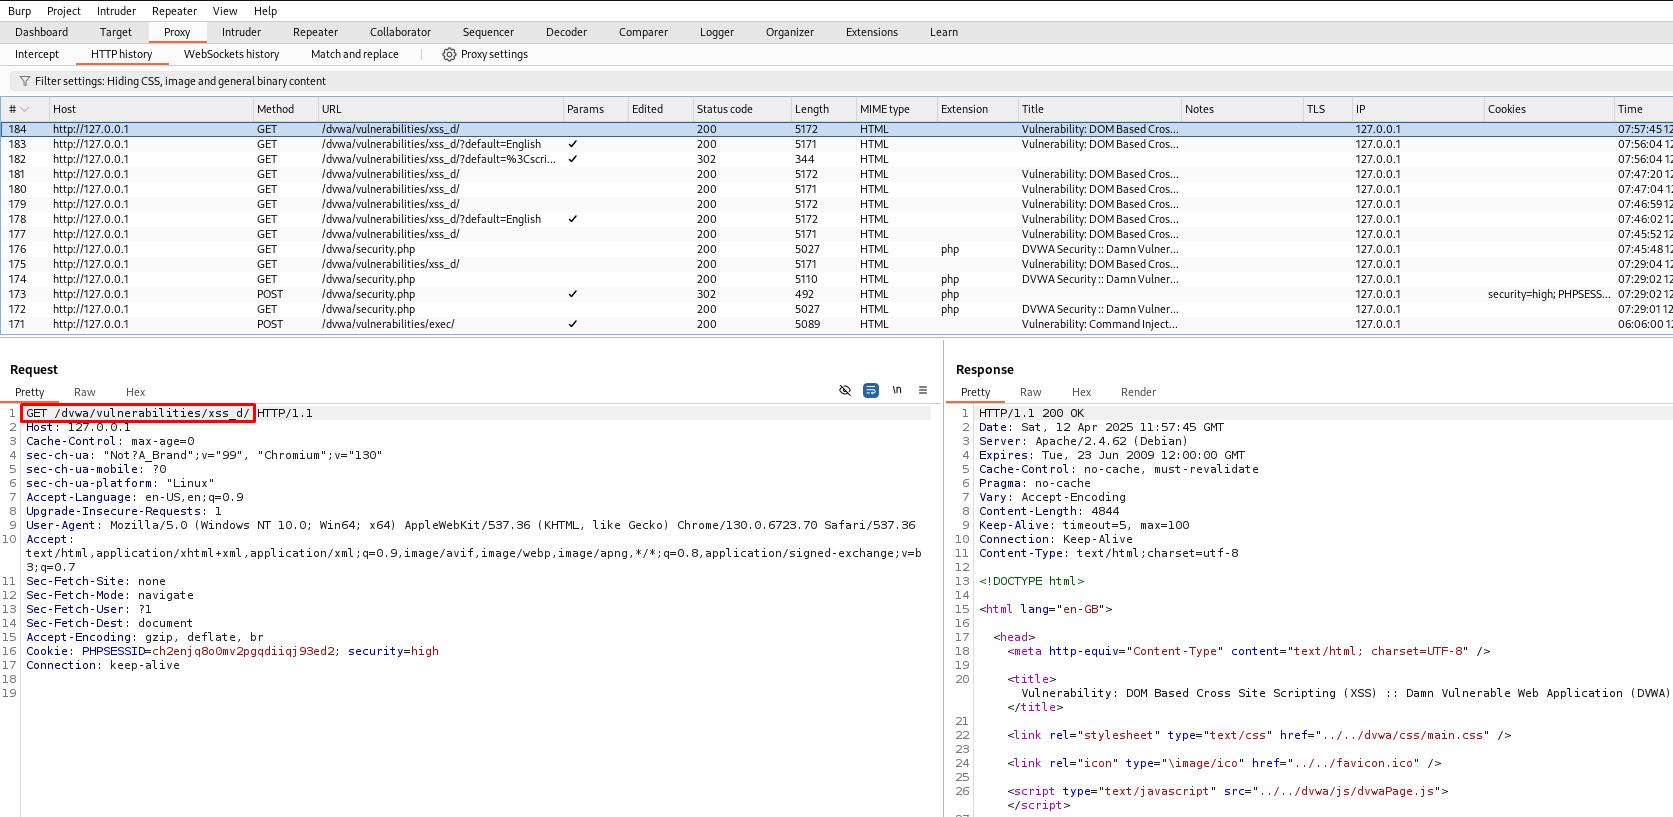 Burp Project Intruder Repeater View Help
Dashboard Target Proxy Intruder Repeater Collaborator Sequencer Decoder Comparer Logger Organizer Extensions Learn
Intercept HTTP history WebSockets history Match and replace Proxy settings
Filter settings: Hiding CSS, image and general binary content
# Host Method URL Params Edited Status code Length MIME type Extension Title Notes TLS IP Cookies Time
184 http://127.0.0.1 GET /dvwa/vulnerabilities/xss_d/ 200 5172 HTML Vulnerability: DOM Based Cros... 127.0.0.1 07:57:45 12
183 http://127.0.0.1 GET /dvwa/vulnerabilities/xss_d/?default=English ✓ 200 5171 HTML Vulnerability: DOM Based Cros... 127.0.0.1 07:56:04 12
182 http://127.0.0.1 GET /dvwa/vulnerabilities/xss_d/?default=%3Cscri... ✓ 302 344 HTML 127.0.0.1 07:56:04 12
181 http://127.0.0.1 GET /dvwa/vulnerabilities/xss_d/ 200 5172 HTML Vulnerability: DOM Based Cros... 127.0.0.1 07:47:20 12
180 http://127.0.0.1 GET /dvwa/vulnerabilities/xss_d/ 200 5171 HTML Vulnerability: DOM Based Cros... 127.0.0.1 07:47:04 12
179 http://127.0.0.1 GET /dvwa/vulnerabilities/xss_d/ 200 5172 HTML Vulnerability: DOM Based Cros... 127.0.0.1 07:46:59 12
178 http://127.0.0.1 GET /dvwa/vulnerabilities/xss_d/?default=English ✓ 200 5172 HTML Vulnerability: DOM Based Cros... 127.0.0.1 07:46:02 12
177 http://127.0.0.1 GET /dvwa/vulnerabilities/xss_d/ 200 5171 HTML Vulnerability: DOM Based Cros... 127.0.0.1 07:45:52 12
176 http://127.0.0.1 GET /dvwa/security.php 200 5027 HTML php DVWA Security :: Damn Vulner... 127.0.0.1 07:45:48 12
175 http://127.0.0.1 GET /dvwa/vulnerabilities/xss_d/ 200 5171 HTML Vulnerability: DOM Based Cros... 127.0.0.1 07:29:04 12
174 http://127.0.0.1 GET /dvwa/security.php 200 5110 HTML php DVWA Security :: Damn Vulner... 127.0.0.1 07:29:02 12
173 http://127.0.0.1 POST /dvwa/security.php ✓ 302 492 HTML php 127.0.0.1 security=high; PHPSESS... 07:29:02 12
172 http://127.0.0.1 GET /dvwa/security.php 200 5027 HTML php DVWA Security :: Damn Vulner... 127.0.0.1 07:29:01 12
171 http://127.0.0.1 POST /dvwa/vulnerabilities/exec/ ✓ 200 5089 HTML Vulnerability: Command Inject... 127.0.0.1 06:06:00 12
Request
Pretty Raw Hex \n
1 GET /dvwa/vulnerabilities/xss_d/ HTTP/1.1
2 Host: 127.0.0.1
3 Cache-Control: max-age=0
4 sec-ch-ua: "Not?A_Brand";v="99", "Chromium";v="130"
5 sec-ch-ua-mobile: ?0
6 sec-ch-ua-platform: "Linux"
7 Accept-Language: en-US,en;q=0.9
8 Upgrade-Insecure-Requests: 1
9 User-Agent: Mozilla/5.0 (Windows NT 10.0; Win64; x64) AppleWebKit/537.36 (KHTML, like Gecko) Chrome/130.0.6723.70 Safari/537.36
10 Accept:
text/html,application/xhtml+xml,application/xml;q=0.9,image/avif,image/webp,image/apng,*/*;q=0.8,application/signed-exchange;v=b
3;q=0.7
11 Sec-Fetch-Site: none
12 Sec-Fetch-Mode: navigate
13 Sec-Fetch-User: ?1
14 Sec-Fetch-Dest: document
15 Accept-Encoding: gzip, deflate, br
16 Cookie: PHPSESSID=ch2enjq8o0mv2pgqdiiqj93ed2; security=high
17 Connection: keep-alive
18
19
Response
Pretty Raw Hex Render
1 HTTP/1.1 200 OK
2 Date: Sat, 12 Apr 2025 11:57:45 GMT
3 Server: Apache/2.4.62 (Debian)
4 Expires: Tue, 23 Jun 2009 12:00:00 GMT
5 Cache-Control: no-cache, must-revalidate
6 Pragma: no-cache
7 Vary: Accept-Encoding
8 Content-Length: 4844
9 Keep-Alive: timeout=5, max=100
10 Connection: Keep-Alive
11 Content-Type: text/html;charset=utf-8
12
13 <!DOCTYPE html>
14
15 <html lang="en-GB">
16
17 <head>
18 <meta http-equiv="Content-Type" content="text/html; charset=UTF-8" />
19
20 <title>
Vulnerability: DOM Based Cross Site Scripting (XSS) :: Damn Vulnerable Web Application (DVWA)
</title>
21
22 <link rel="stylesheet" type="text/css" href="../../dvwa/css/main.css" />
23
24 <link rel="icon" type="\image/ico" href="../../favicon.ico" />
25
26 <script type="text/javascript" src="../../dvwa/js/dvwaPage.js">
</script>